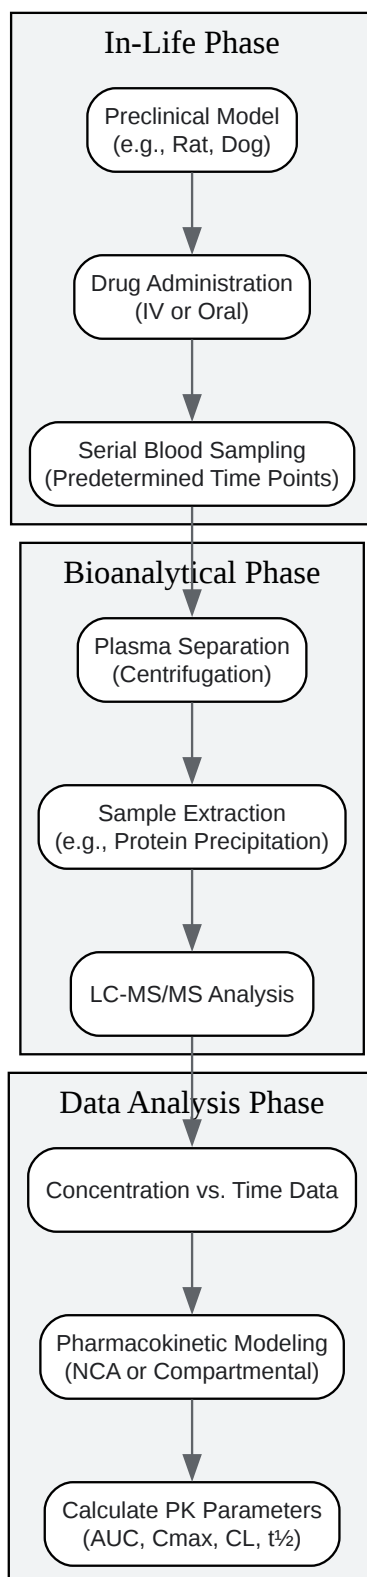 In-Life Phase
Preclinical Model
(e.g., Rat, Dog)
Drug Administration
(IV or Oral)
Serial Blood Sampling
(Predetermined Time Points)
Bioanalytical Phase
Plasma Separation
(Centrifugation)
Sample Extraction
(e.g., Protein Precipitation)
LC-MS/MS Analysis
Data Analysis Phase
Concentration vs. Time Data
Pharmacokinetic Modeling
(NCA or Compartmental)
Calculate PK Parameters
(AUC, Cmax, CL, t½)